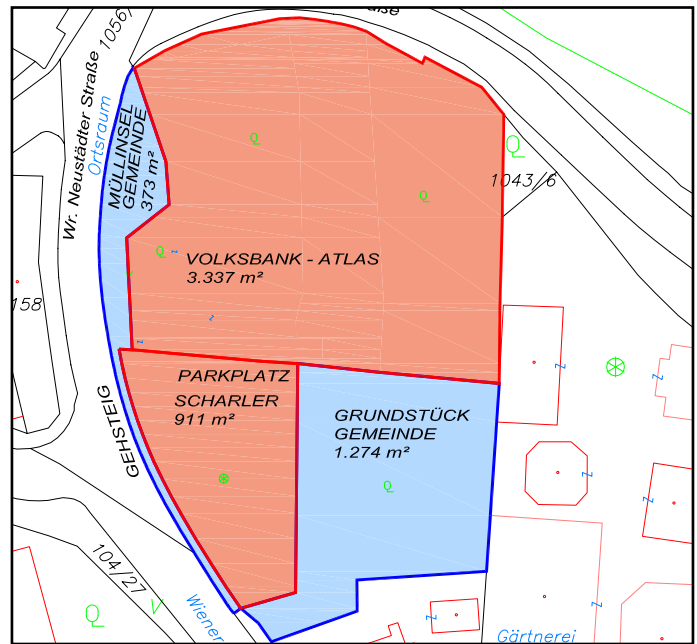 aße
Wr. Neustädter Straße 1056/
Ortsraum
MÜLLINSEL
GEMEINDE
373 m²
1043/6
VOLKSBANK - ATLAS
3.337 m²
158
PARKPLATZ
SCHARLER
911 m²
GRUNDSTÜCK
GEMEINDE
1.274 m²
GEHSTEIG
104/27
Wiener
Gärtnerei